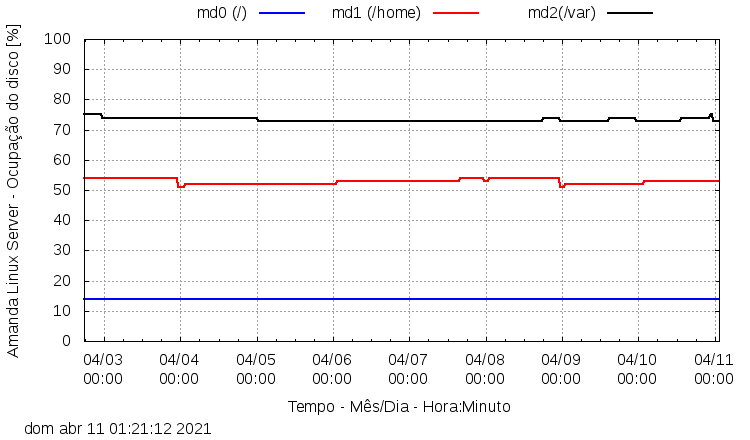 md0 (/) md1 (/home) md2(/var)
Amanda Linux Server - Ocupação do disco [%]
100
90
80
70
60
50
40
30
20
10
0
04/03 04/04 04/05 04/06 04/07 04/08 04/09 04/10 04/11
00:00 00:00 00:00 00:00 00:00 00:00 00:00 00:00 00:00
Tempo - Mês/Dia - Hora:Minuto
dom abr 11 01:21:12 2021